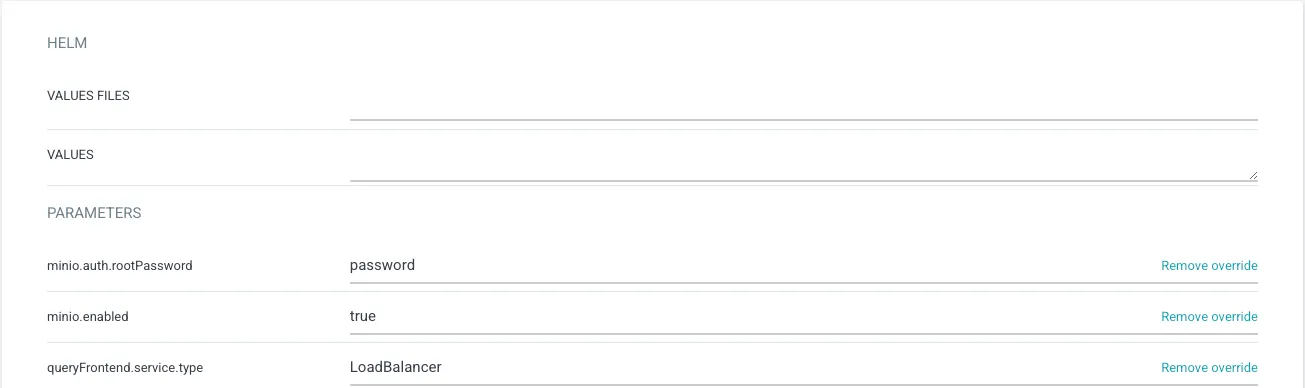 HELM
VALUES FILES
VALUES
PARAMETERS
minio.auth.rootPassword password Remove override
minio.enabled true Remove override
queryFrontend.service.type LoadBalancer Remove override